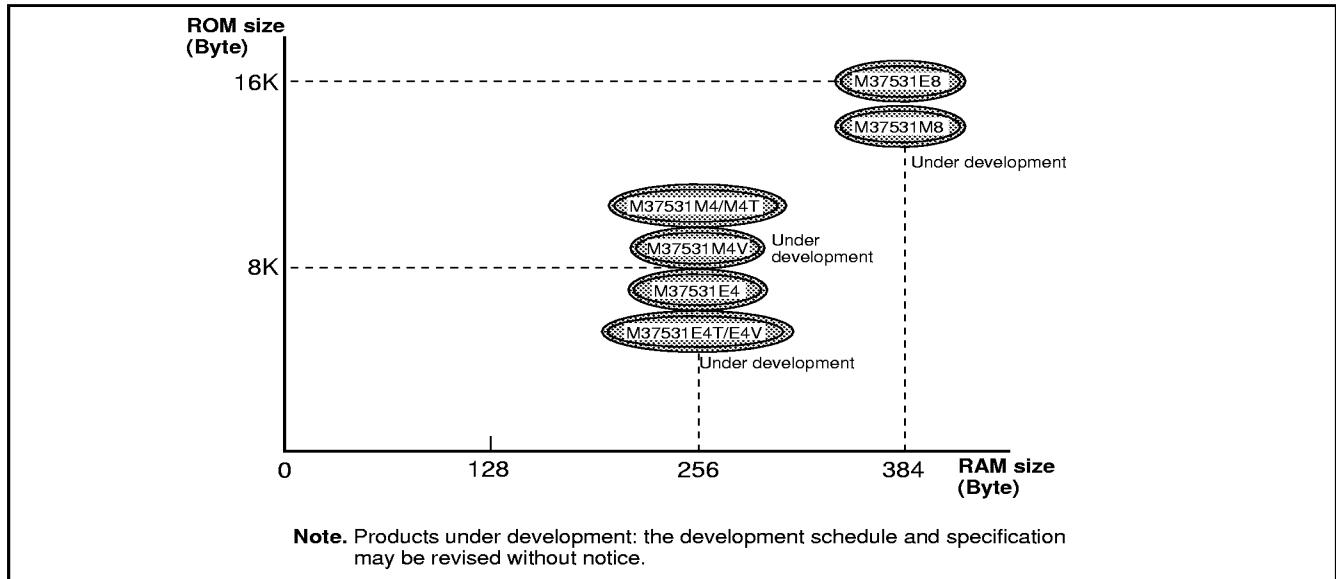 ROM size
(Byte)
16K
M37531E8
M37531M8
Under development
M37531M4/M4T
M37531M4V
Under
development
8K
M37531E4
M37531E4T/E4V
Under development
0
128
256
384
RAM size
(Byte)
Note. Products under development: the development schedule and specification
may be revised without notice.